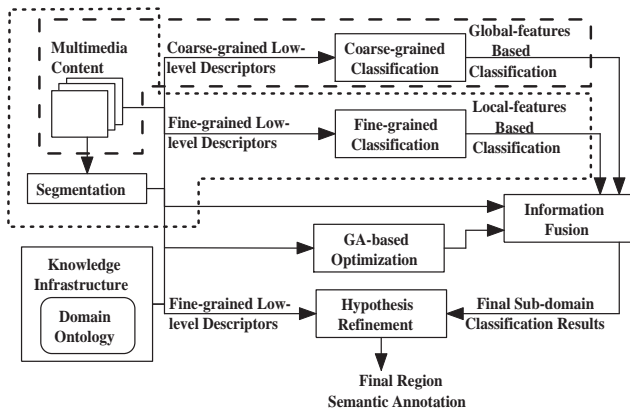 Multimedia
Content
Coarse-grained Low-
level Descriptors
Coarse-grained
Classification
Global-features
Based
Classification
Fine-grained Low-
level Descriptors
Fine-grained
Classification
Local-features
Based
Classification
Segmentation
Information
Fusion
GA-based
Optimization
Knowledge
Infrastructure
Domain
Ontology
Fine-grained Low-
level Descriptors
Hypothesis
Refinement
Final Sub-domain
Classification Results
Final Region
Semantic Annotation